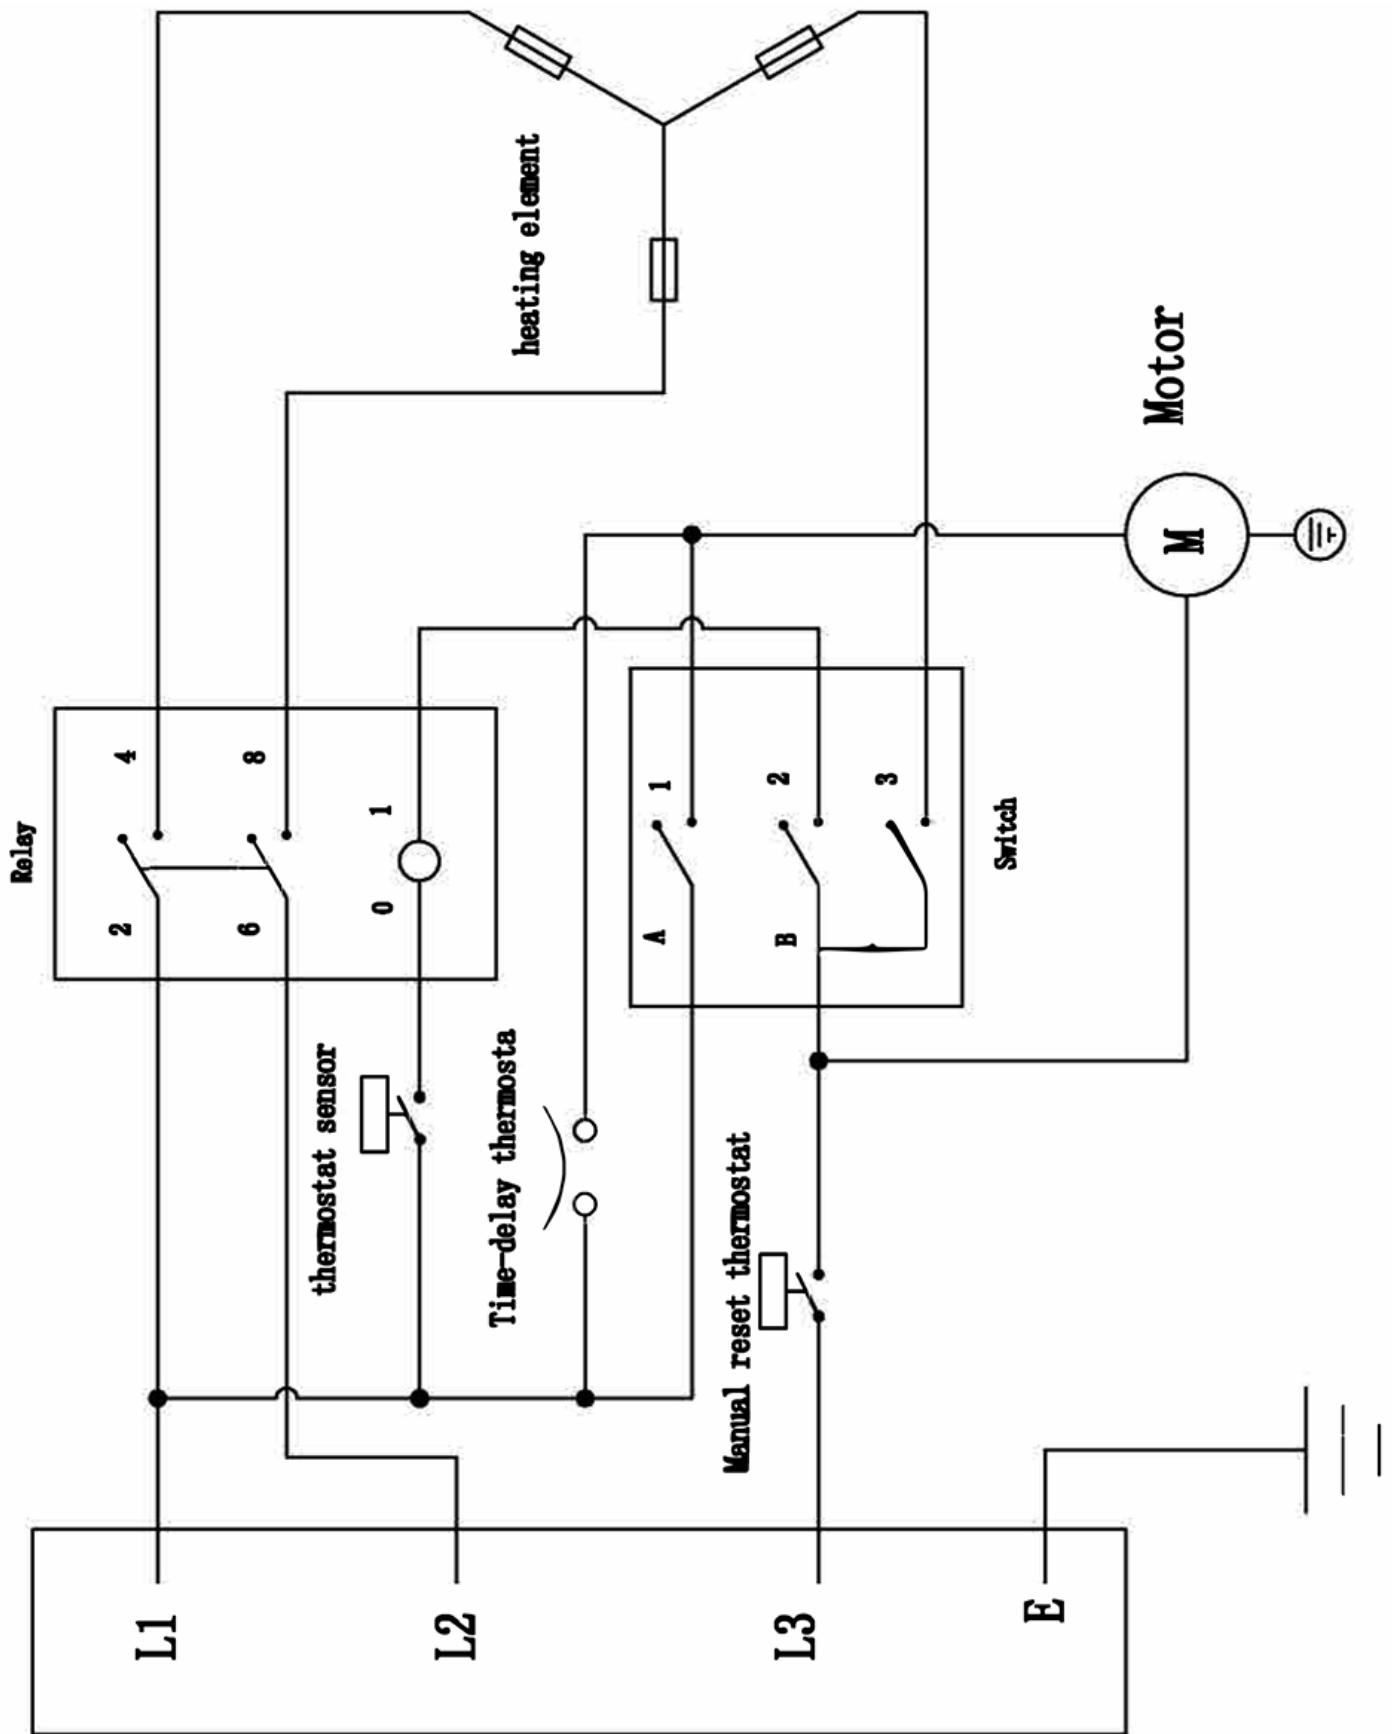 heating element
Motor
M
Relay
4
8
1
2
6
0
1
2
3
A
B
Switch
thermostat sensor
Time-delay thermosta
Manual reset thermostat
L1
L2
L3
E